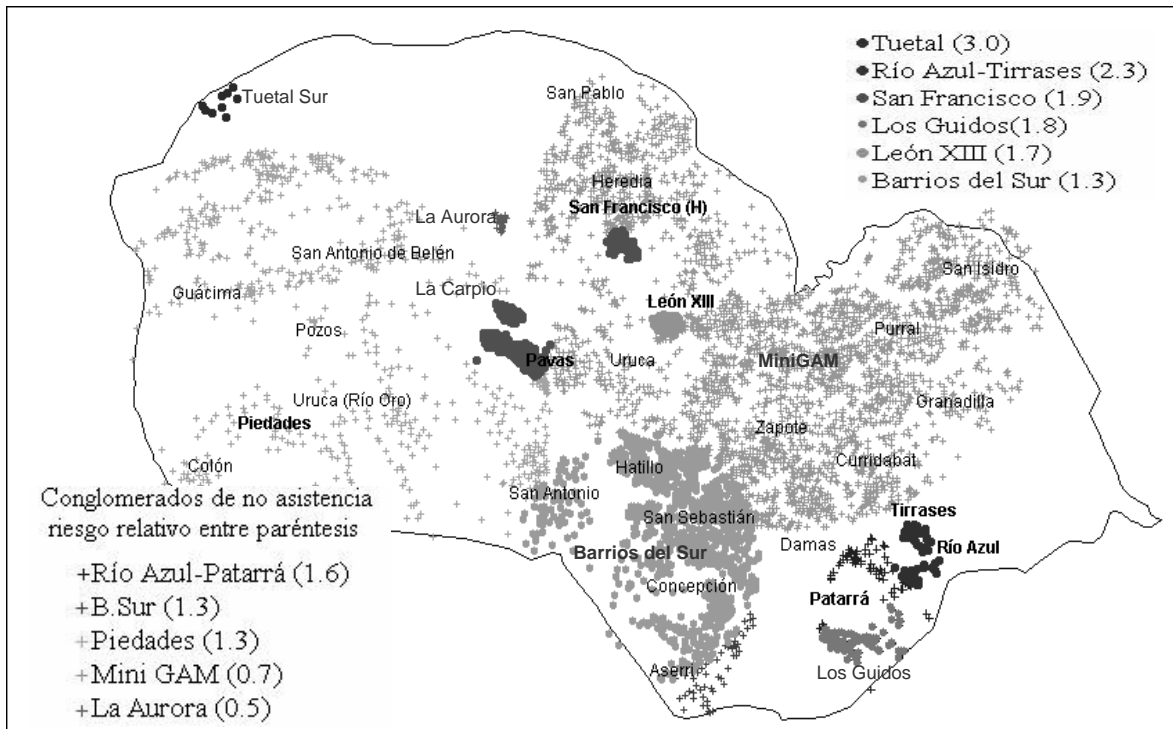 Tuetal (3.0)
Río Azul-Tirrases (2.3)
San Francisco (1.9)
Los Guidos(1.8)
León XIII (1.7)
Barrios del Sur (1.3)
Tuetal Sur
San Pablo
Heredia
San Francisco (H)
La Aurora
San Antonio de Belén
San Isidro
Guácima
La Carpio
León XIII
Pozos
Purral
Pavas
Uruca
MiniGAM
Uruca (Río Oro)
Granadilla
Piedades
Zapote
Colón
Hatillo
Curridabat
San Antonio
San Sebastián
Tirrases
Damas
Río Azul
Barrios del Sur
Concepción
Patarrá
Aserri
Los Guidos
Conglomerados de no asistencia
riesgo relativo entre paréntesis
+Río Azul-Patarrá (1.6)
+B.Sur (1.3)
+Piedades (1.3)
+Mini GAM (0.7)
+La Aurora (0.5)